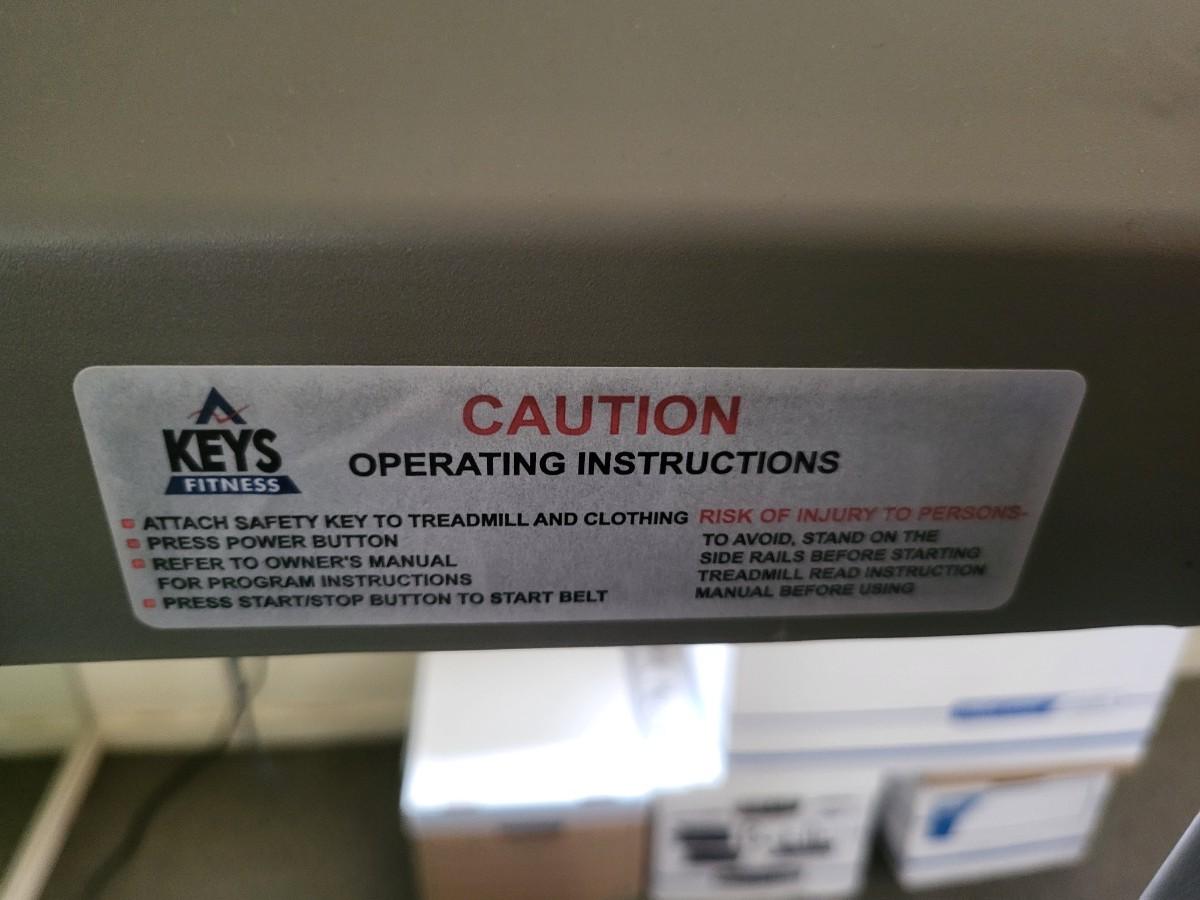 KEYS
FITNESS
CAUTION
OPERATING INSTRUCTIONS
ATTACH SAFETY KEY TO TREADMILL AND CLOTHING
PRESS POWER BUTTON
REFER TO OWNER'S MANUAL
FOR PROGRAM INSTRUCTIONS
PRESS START/STOP BUTTON TO START BELT
RISK OF INJURY TO PERSONS-
TO AVOID, STAND ON THE
SIDE RAILS BEFORE STARTING
TREADMILL READ INSTRUCTION
MANUAL BEFORE USING